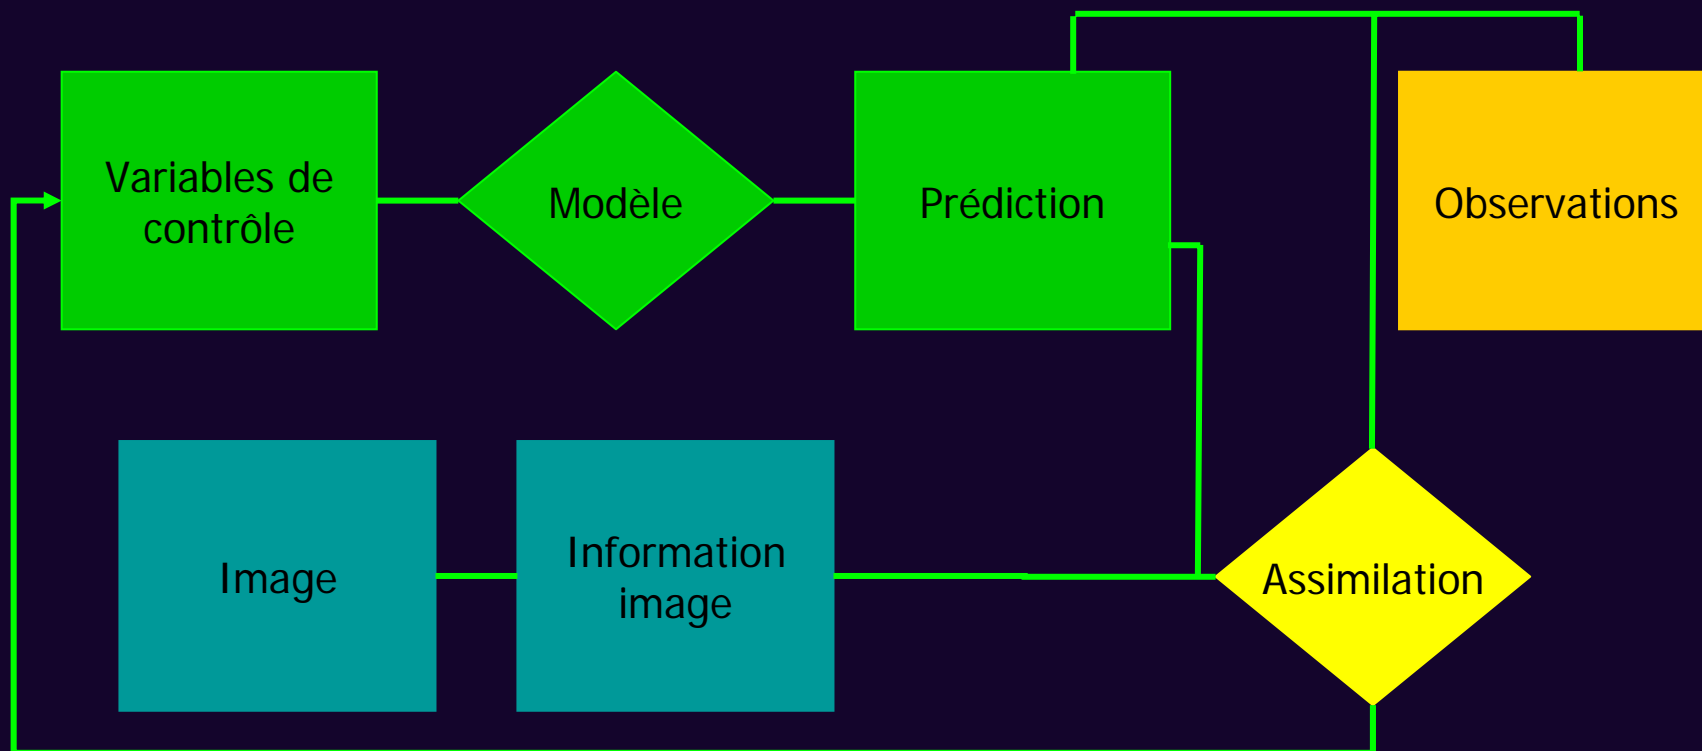 Variables de
contrôle
Modèle
Prédiction
Observations
Image
Information
image
Assimilation